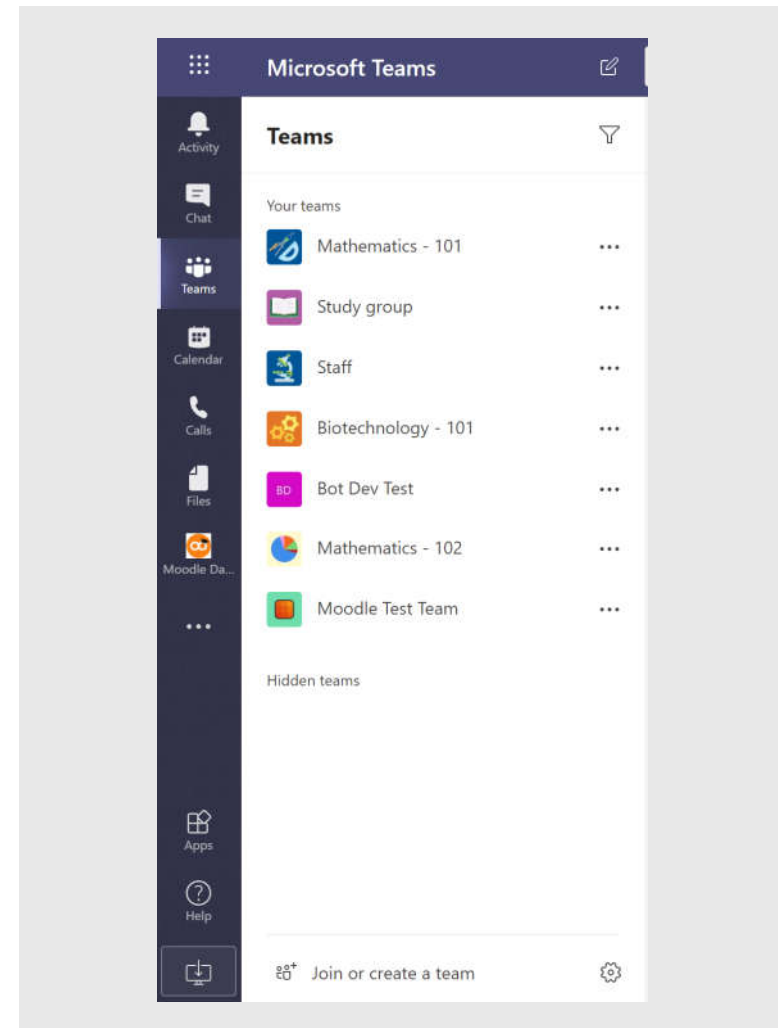 Microsoft Teams
Activity
Teams
Chat
Your teams
Mathematics - 101
Teams
Study group
Calendar
Staff
Calls
Biotechnology - 101
Files
BD Bot Dev Test
Moodle Da...
Mathematics - 102
Moodle Test Team
Hidden teams
Apps
Help
Join or create a team